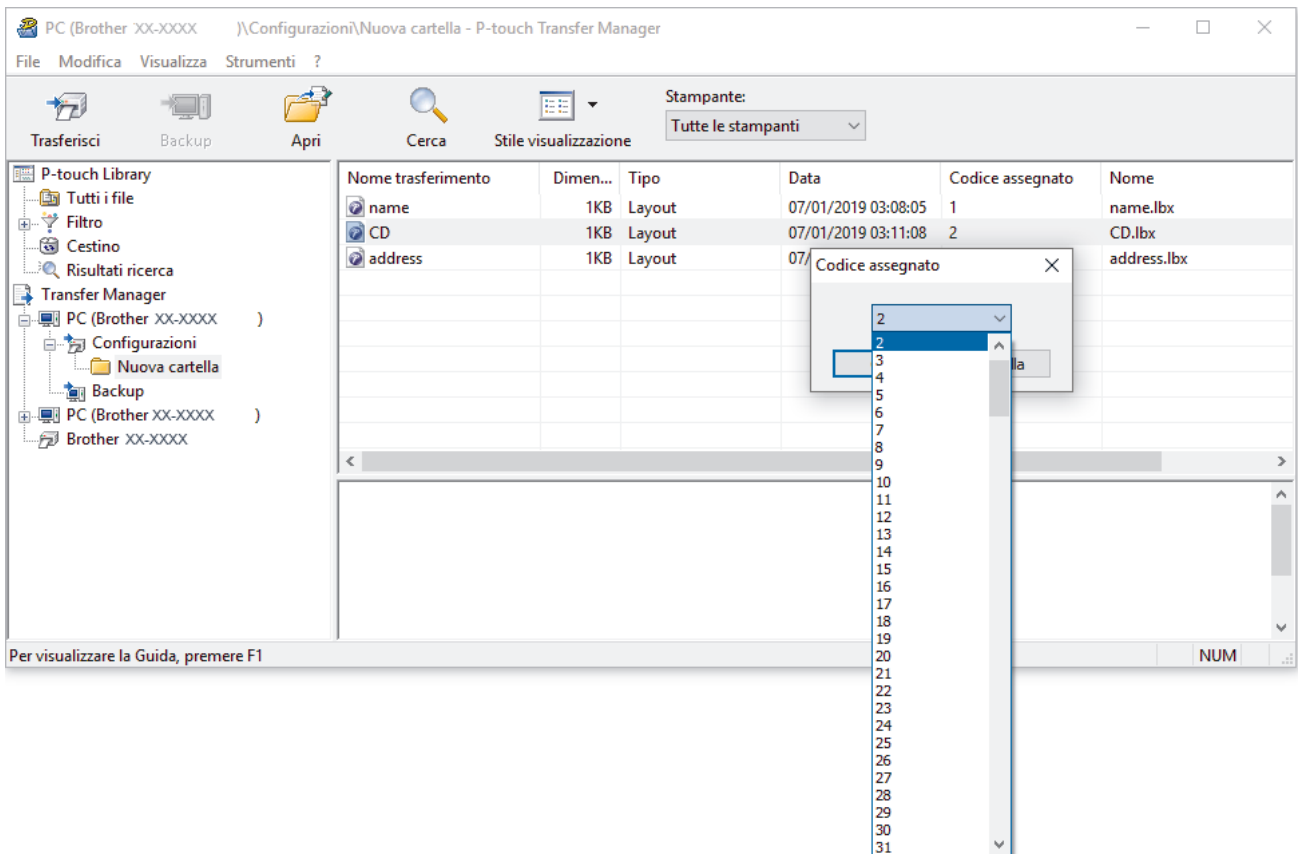 PC (Brother XX-XXXX )\Configurazioni\Nuova cartella - P-touch Transfer Manager
File Modifica Visualizza Strumenti ?
Trasferisci
Backup
Apri
Cerca
Stile visualizzazione
Stampante:
Tutte le stampanti
P-touch Library
Tutti i file
Filtro
Cestino
Risultati ricerca
Transfer Manager
PC (Brother XX-XXXX )
Configurazioni
Nuova cartella
Backup
PC (Brother XX-XXXX )
Brother XX-XXXX
Nome trasferimento Dimen... Tipo Data Codice assegnato Nome
name 1KB Layout 07/01/2019 03:08:05 1 name.lbx
CD 1KB Layout 07/01/2019 03:11:08 2 CD.lbx
address 1KB Layout 07/ address.lbx
Codice assegnato
2
2
3
4
5
6
7
8
9
10
11
12
13
14
15
16
17
18
19
20
21
22
23
24
25
26
27
28
29
30
31
lla
Per visualizzare la Guida, premere F1
NUM